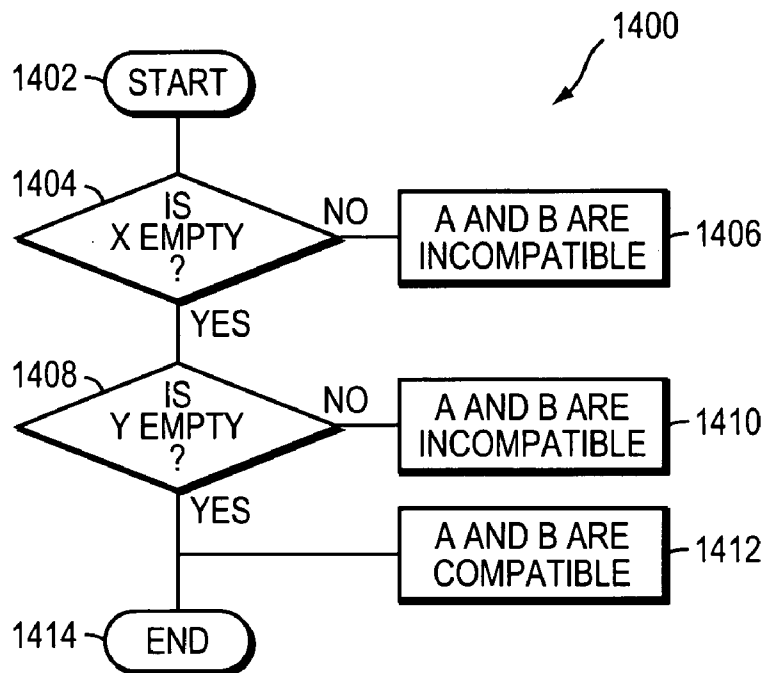 1400
1402
START
1404
IS
X EMPTY
?
NO
A AND B ARE
INCOMPATIBLE
1406
YES
1408
IS
Y EMPTY
?
NO
A AND B ARE
INCOMPATIBLE
1410
YES
A AND B ARE
COMPATIBLE
1412
1414
END